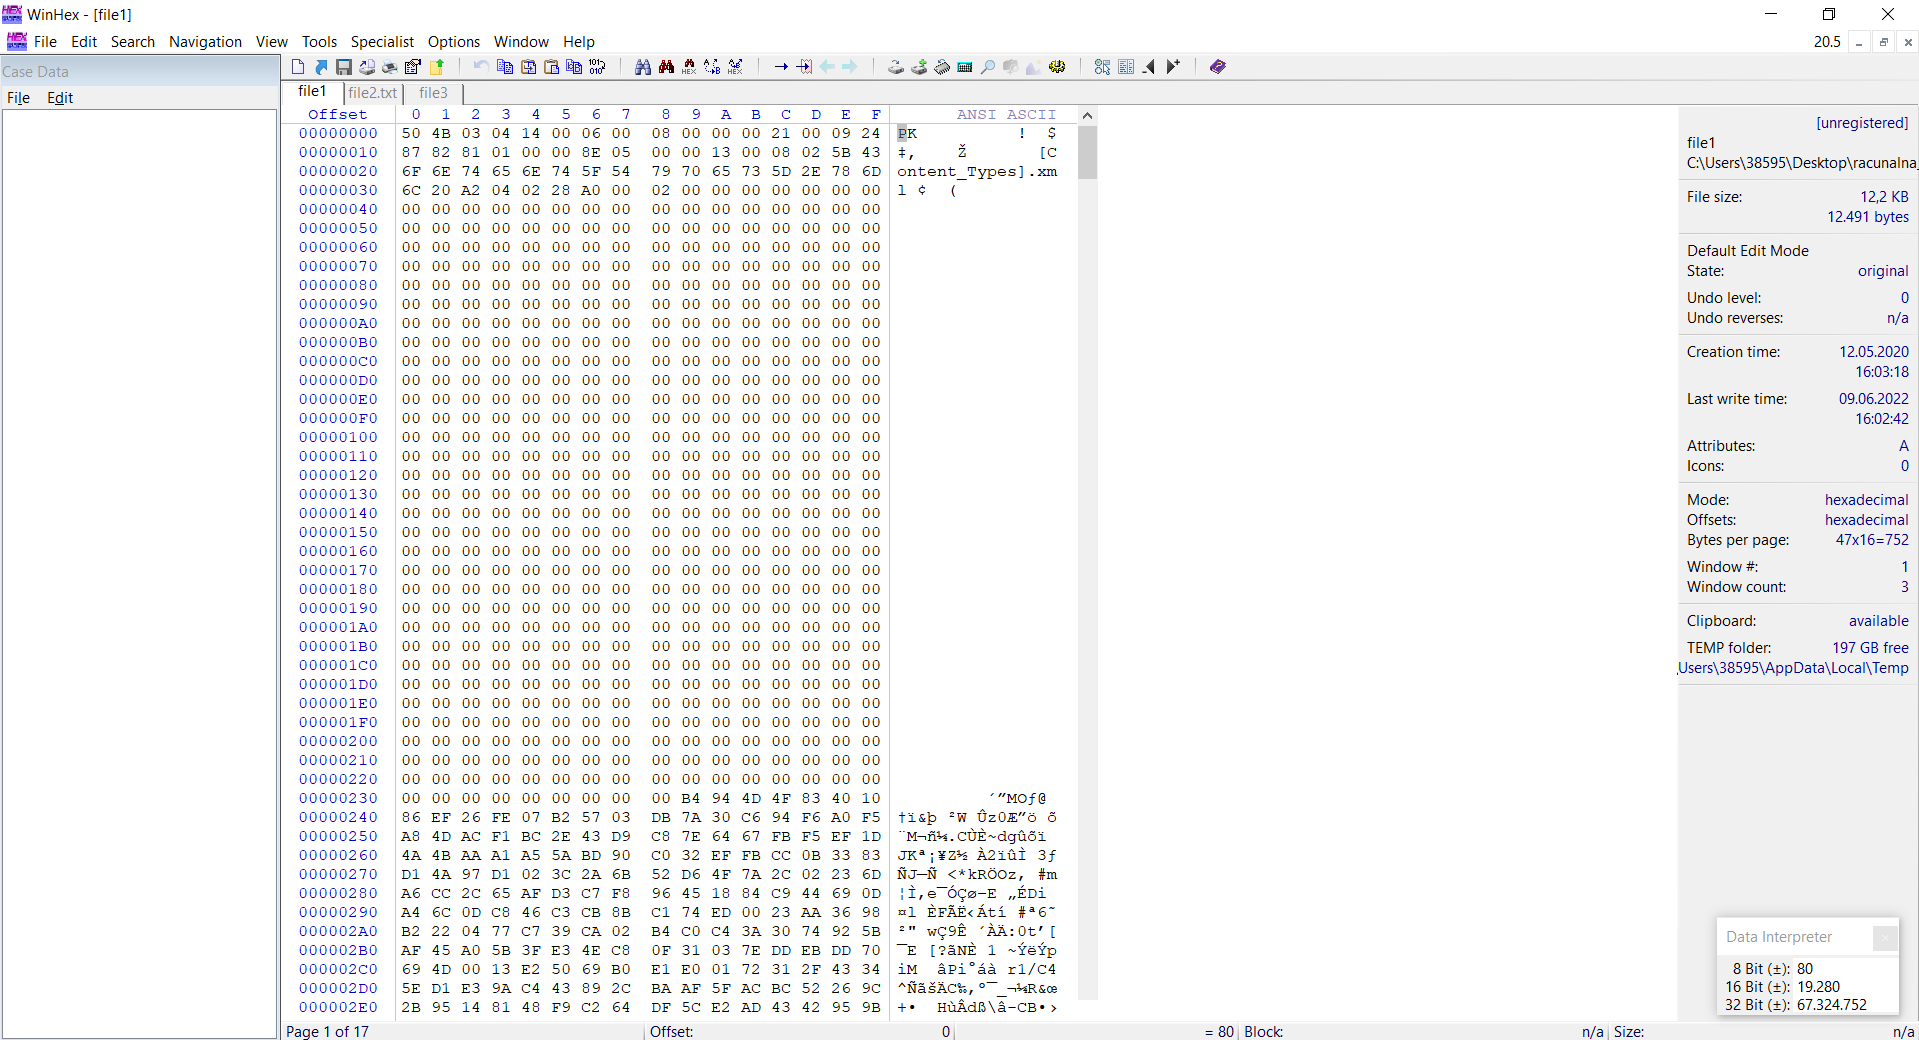 WinHex - [file1]
File Edit Search Navigation View Tools Specialist Options Window Help 20.5
Case Data
File Edit
file1 file2.txt file3
Offset 0 1 2 3 4 5 6 7 8 9 A B C D E F ANSI ASCII
00000000 50 4B 03 04 14 00 06 00 08 00 00 00 21 00 09 24 PK ! $
00000010 87 82 81 01 00 00 8E 05 00 00 13 00 08 02 5B 43 ‡‚ Ž [C
00000020 6F 6E 74 65 6E 74 5F 54 79 70 65 73 5D 2E 78 6D ontent_Types].xm
00000030 6C 20 A2 04 02 28 A0 00 02 00 00 00 00 00 00 00 l ¢ (
00000040 00 00 00 00 00 00 00 00 00 00 00 00 00 00 00 00
00000050 00 00 00 00 00 00 00 00 00 00 00 00 00 00 00 00
00000060 00 00 00 00 00 00 00 00 00 00 00 00 00 00 00 00
00000070 00 00 00 00 00 00 00 00 00 00 00 00 00 00 00 00
00000080 00 00 00 00 00 00 00 00 00 00 00 00 00 00 00 00
00000090 00 00 00 00 00 00 00 00 00 00 00 00 00 00 00 00
000000A0 00 00 00 00 00 00 00 00 00 00 00 00 00 00 00 00
000000B0 00 00 00 00 00 00 00 00 00 00 00 00 00 00 00 00
000000C0 00 00 00 00 00 00 00 00 00 00 00 00 00 00 00 00
000000D0 00 00 00 00 00 00 00 00 00 00 00 00 00 00 00 00
000000E0 00 00 00 00 00 00 00 00 00 00 00 00 00 00 00 00
000000F0 00 00 00 00 00 00 00 00 00 00 00 00 00 00 00 00
00000100 00 00 00 00 00 00 00 00 00 00 00 00 00 00 00 00
00000110 00 00 00 00 00 00 00 00 00 00 00 00 00 00 00 00
00000120 00 00 00 00 00 00 00 00 00 00 00 00 00 00 00 00
00000130 00 00 00 00 00 00 00 00 00 00 00 00 00 00 00 00
00000140 00 00 00 00 00 00 00 00 00 00 00 00 00 00 00 00
00000150 00 00 00 00 00 00 00 00 00 00 00 00 00 00 00 00
00000160 00 00 00 00 00 00 00 00 00 00 00 00 00 00 00 00
00000170 00 00 00 00 00 00 00 00 00 00 00 00 00 00 00 00
00000180 00 00 00 00 00 00 00 00 00 00 00 00 00 00 00 00
00000190 00 00 00 00 00 00 00 00 00 00 00 00 00 00 00 00
000001A0 00 00 00 00 00 00 00 00 00 00 00 00 00 00 00 00
000001B0 00 00 00 00 00 00 00 00 00 00 00 00 00 00 00 00
000001C0 00 00 00 00 00 00 00 00 00 00 00 00 00 00 00 00
000001D0 00 00 00 00 00 00 00 00 00 00 00 00 00 00 00 00
000001E0 00 00 00 00 00 00 00 00 00 00 00 00 00 00 00 00
000001F0 00 00 00 00 00 00 00 00 00 00 00 00 00 00 00 00
00000200 00 00 00 00 00 00 00 00 00 00 00 00 00 00 00 00
00000210 00 00 00 00 00 00 00 00 00 00 00 00 00 00 00 00
00000220 00 00 00 00 00 00 00 00 00 00 00 00 00 00 00 00
00000230 00 00 00 00 00 00 00 00 00 B4 94 4D 4F 83 40 10 ´”MOƒ@
00000240 86 EF 26 FE 07 B2 57 03 DB 7A 30 C6 94 F6 A0 F5 †ï&þ ²W Ûz0Æ”ö õ
00000250 A8 4D AC F1 BC 2E 43 D9 C8 7E 64 67 FB F5 EF 1D ¨M¬ñ¼.CÙÈ~dgûõï
00000260 4A 4B AA A1 A5 5A BD 90 C0 32 EF FB CC 0B 33 83 JKª¡¥Z½ À2ïûÌ 3ƒ
00000270 D1 4A 97 D1 02 3C 2A 6B 52 D6 4F 7A 2C 02 23 6D ÑJ—Ñ <*kRÖOz, #m
00000280 A6 CC 2C 65 AF D3 C7 F8 96 45 18 84 C9 44 69 0D ¦Ì,e¯ÓÇø–E „ÉDi
00000290 A4 6C 0D C8 46 C3 CB 8B C1 74 ED 00 23 AA 36 98 ¤l ÈFÃË‹Átí #ª6˜
000002A0 B2 22 04 77 C7 39 CA 02 B4 C0 C4 3A 30 74 92 5B ²" wÇ9Ê ´ÀÄ:0t’[
000002B0 AF 45 A0 5B 3F E3 4E C8 0F 31 03 7E DD EB DD 70 ¯E [?ãNÈ 1 ~ÝëÝp
000002C0 69 4D 00 13 E2 50 69 B0 E1 E0 01 72 31 2F 43 34 iM âPi°áà r1/C4
000002D0 5E D1 E3 9A C4 43 89 2C BA AF 5F AC BC 52 26 9C ^ÑãšÄC‰,º¯_¬¼R&œ
000002E0 2B 95 14 81 48 F9 C2 64 DF 5C E2 AD 43 42 95 9B +• HùÂdß\â-CB•›
[unregistered]
file1
C:\Users\38595\Desktop\racunalna_
File size: 12,2 KB
12.491 bytes
Default Edit Mode
State: original
Undo level: 0
Undo reverses: n/a
Creation time: 12.05.2020
16:03:18
Last write time: 09.06.2022
16:02:42
Attributes: A
Icons: 0
Mode: hexadecimal
Offsets: hexadecimal
Bytes per page: 47x16=752
Window #: 1
Window count: 3
Clipboard: available
TEMP folder: 197 GB free
\Users\38595\AppData\Local\Temp
Data Interpreter
8 Bit (±): 80
16 Bit (±): 19.280
32 Bit (±): 67.324.752
Page 1 of 17 Offset: 0 = 80 Block: n/a Size: n/a